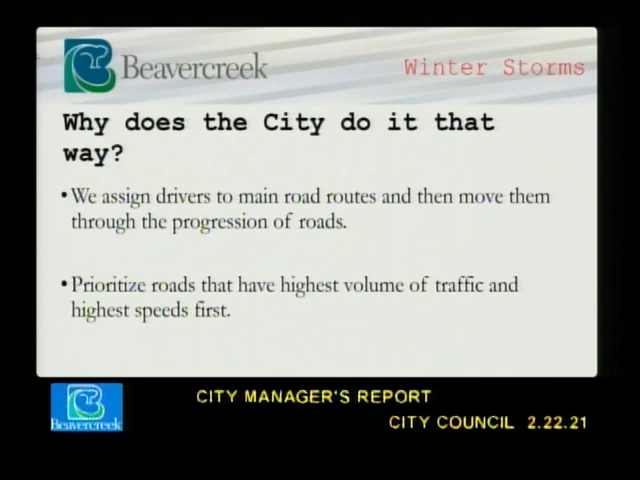 Beavercreek
Winter Storms
Why does the City do it that
way?
• We assign drivers to main road routes and then move them
through the progression of roads.
• Prioritize roads that have highest volume of traffic and
highest speeds first.
CITY MANAGER'S REPORT
Beavercreek
CITY COUNCIL 2.22.21